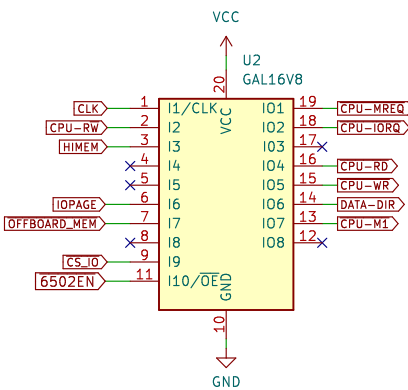 VCC
U2
GAL16V8
20
VCC
CLK 1 I1/CLK IO1 19 CPU-MREQ
CPU-RW 2 I2 IO2 18 CPU-IORQ
HIMEM 3 I3 IO3 17
4 I4 IO4 16 CPU-RD
5 I5 IO5 15 CPU-WR
IOPAGE 6 I6 IO6 14 DATA-DIR
OFFBOARD_MEM 7 I7 IO7 13 CPU-M1
8 I8 IO8 12
CS_IO 9 I9
6502EN 11 I10/OE
GND
10
GND